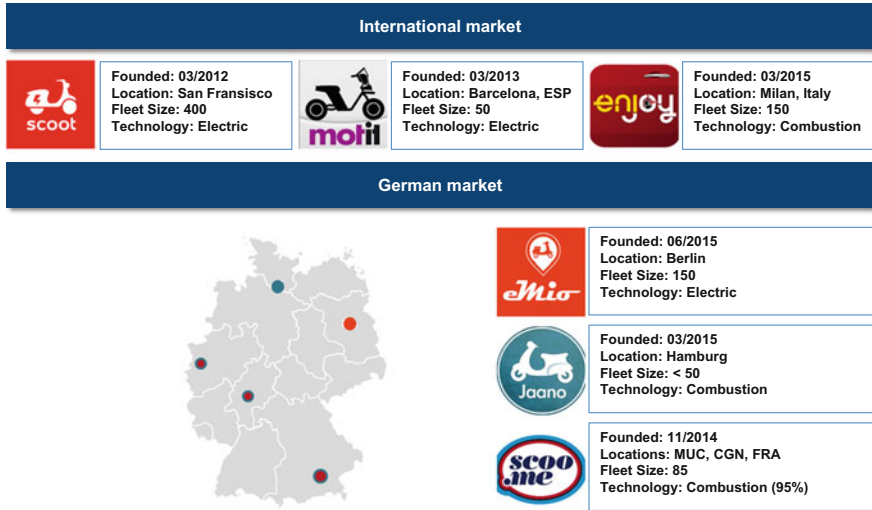 International market
scoot
Founded: 03/2012
Location: San Fransisco
Fleet Size: 400
Technology: Electric
motit
Founded: 03/2013
Location: Barcelona, ESP
Fleet Size: 50
Technology: Electric
enjoy
Founded: 03/2015
Location: Milan, Italy
Fleet Size: 150
Technology: Combustion
German market
eMio
Founded: 06/2015
Location: Berlin
Fleet Size: 150
Technology: Electric
Jaano
Founded: 03/2015
Location: Hamburg
Fleet Size: < 50
Technology: Combustion
scoo
.me
Founded: 11/2014
Locations: MUC, CGN, FRA
Fleet Size: 85
Technology: Combustion (95%)